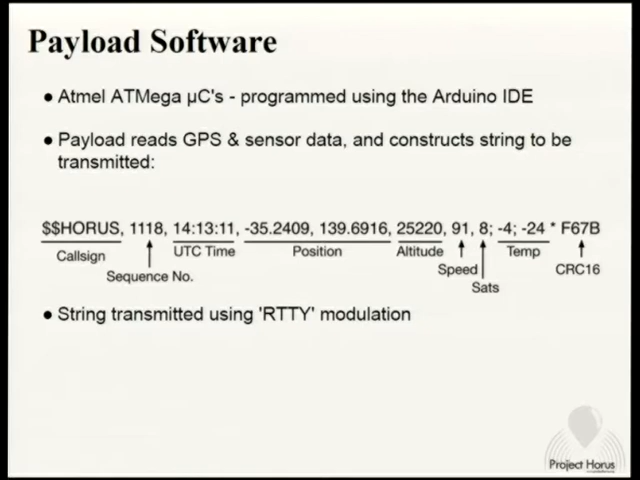 Payload Software
● Atmel ATMega µC's - programmed using the Arduino IDE
● Payload reads GPS & sensor data, and constructs string to be
transmitted:
$$HORUS, 1118, 14:13:11, -35.2409, 139.6916, 25220, 91, 8; -4; -24 * F67B
Callsign UTC Time Position Altitude Temp
Sequence No. Speed CRC16
Sats
● String transmitted using 'RTTY' modulation
Project Horus